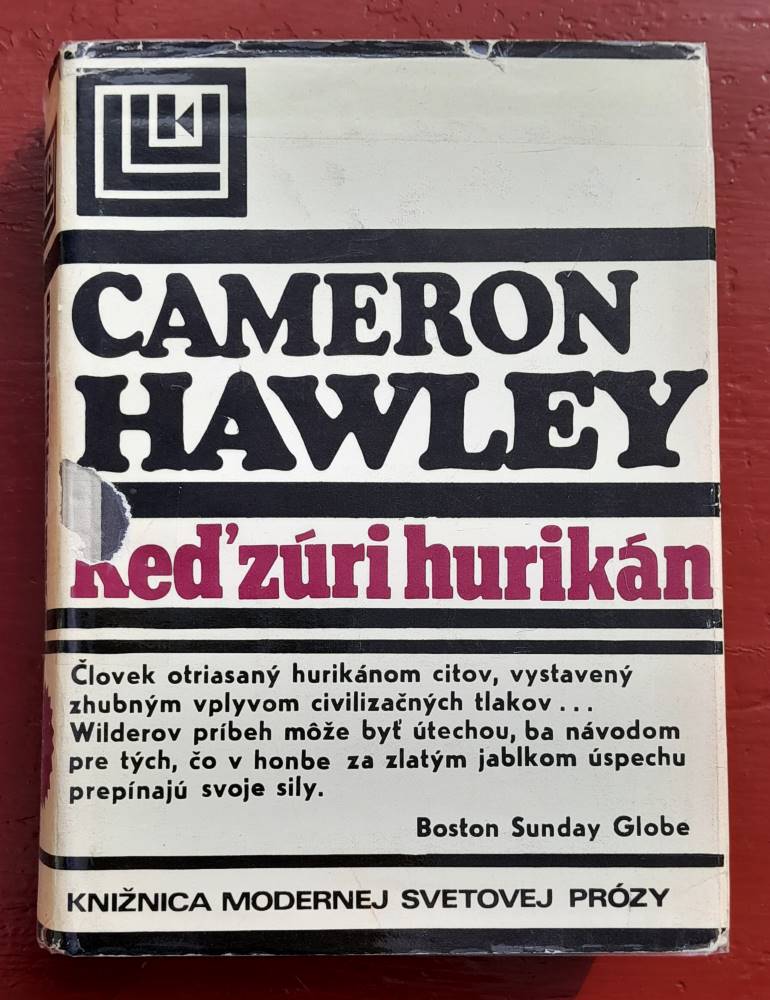 CAMERON
HAWLEY
Keď zúri hurikán
Človek otriasaný hurikánom citov, vystavený
zhubným vplyvom civilizačných tlakov...
Wilderov príbeh môže byť útechou, ba návodom
pre tých, čo v honbe za zlatým jablkom úspechu
prepínajú svoje sily.
Boston Sunday Globe
KNIŽNICA MODERNEJ SVETOVEJ PRÓZY